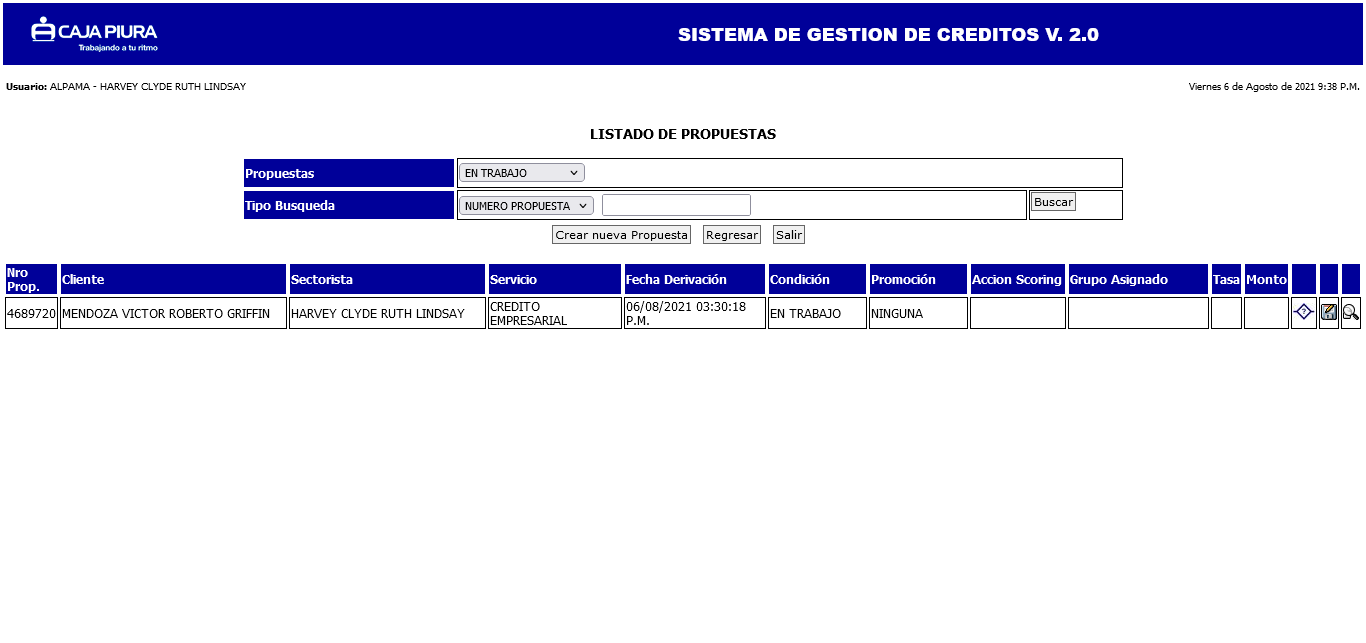 CAJA PIURA
Trabajando a tu ritmo
SISTEMA DE GESTION DE CREDITOS V. 2.0
Usuario: ALPAMA - HARVEY CLYDE RUTH LINDSAY
Viernes 6 de Agosto de 2021 9:38 P.M.
LISTADO DE PROPUESTAS
Propuestas EN TRABAJO
Tipo Busqueda NUMERO PROPUESTA Buscar
Crear nueva Propuesta Regresar Salir
Nro Prop. Cliente Sectorista Servicio Fecha Derivación Condición Promoción Accion Scoring Grupo Asignado Tasa Monto
4689720 MENDOZA VICTOR ROBERTO GRIFFIN HARVEY CLYDE RUTH LINDSAY CREDITO EMPRESARIAL 06/08/2021 03:30:18 P.M. EN TRABAJO NINGUNA ?